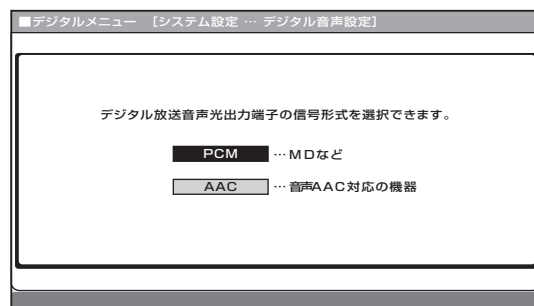 ■デジタルメニュー ［システム設定 … デジタル音声設定］
デジタル放送音声光出力端子の信号形式を選択できます。
PCM …MDなど
AAC …音声AAC対応の機器